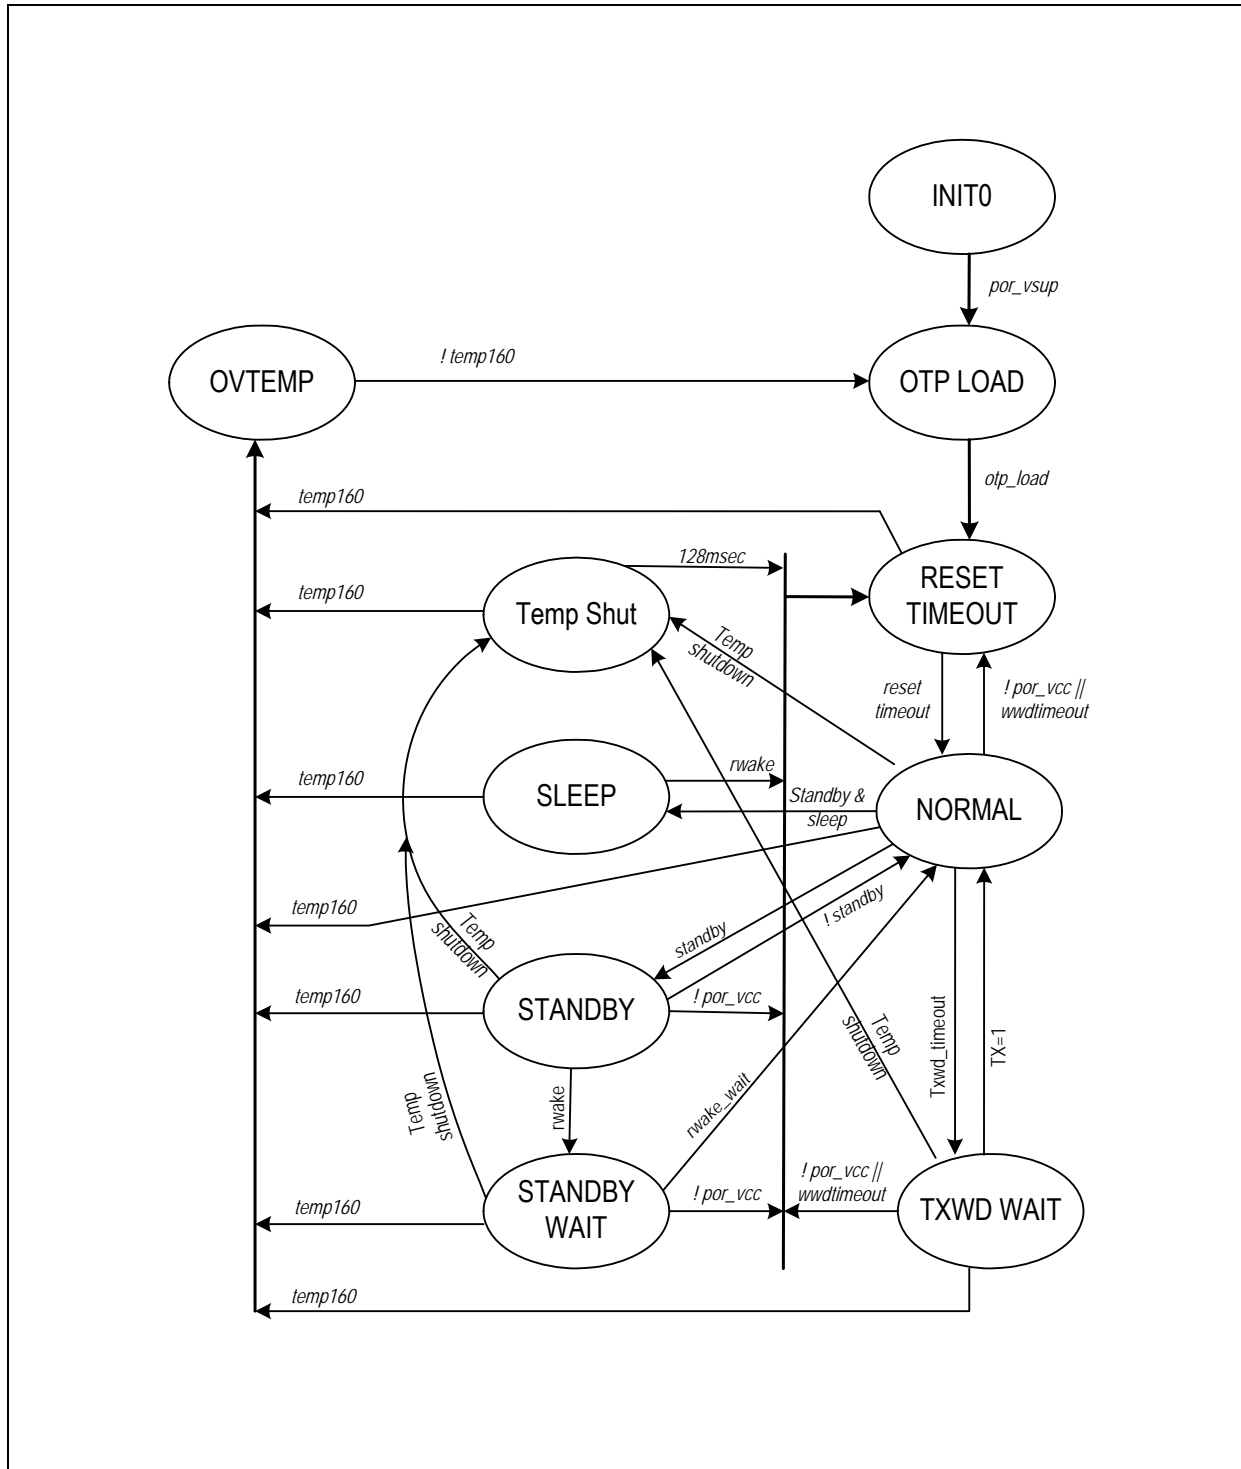 INIT0
por_vsup
OVTEMP
! temp160
OTP LOAD
otp_load
temp160
128msec
RESET
TIMEOUT
temp160
Temp Shut
Temp
shutdown
reset
timeout
! por_vcc ||
wwdtimeout
temp160
SLEEP
rwake
Standby &
sleep
NORMAL
temp160
Temp
shutdown
standby
! standby
temp160
STANDBY
! por_vcc
Temp
shutdown
Txwd_timeout
TX=1
Temp
shutdown
rwake
rwake_wait
temp160
STANDBY
WAIT
! por_vcc
! por_vcc ||
wwdtimeout
TXWD WAIT
temp160